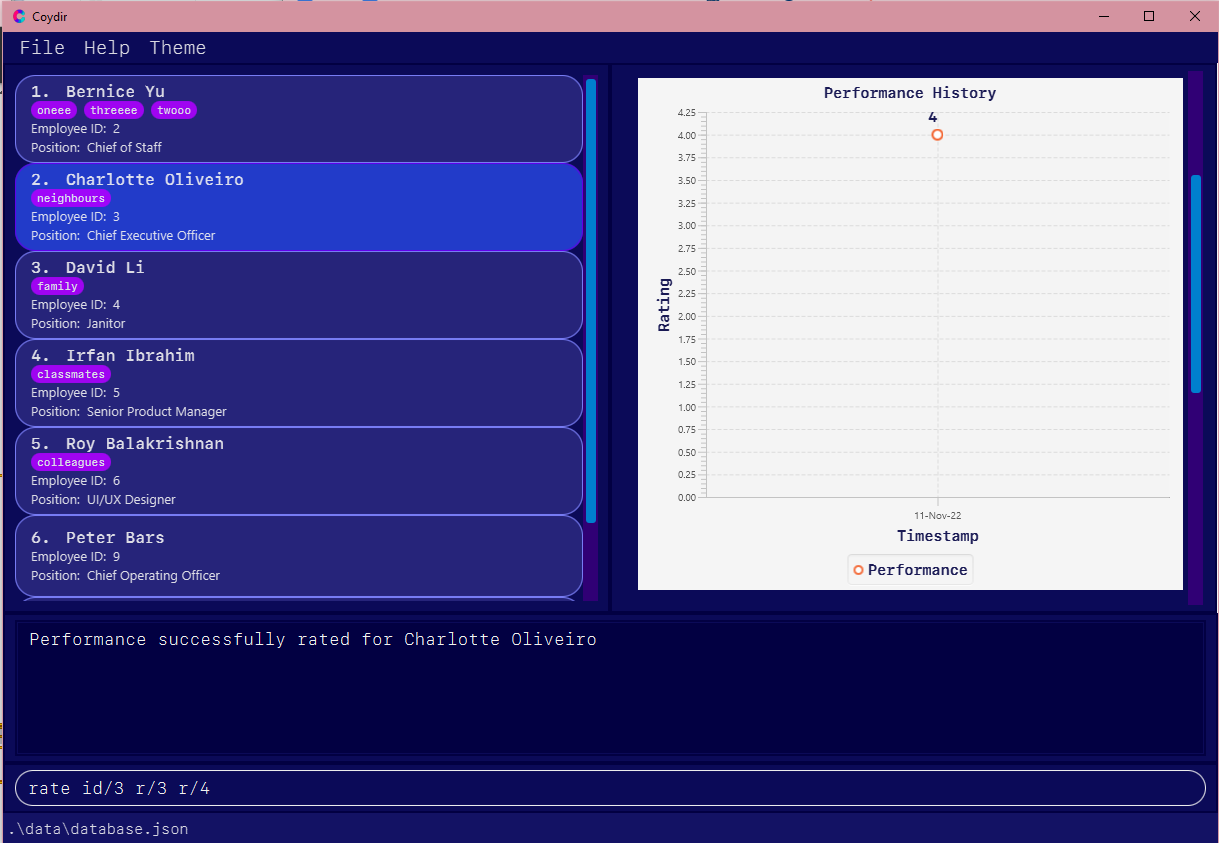 Coydir
File Help Theme
1. Bernice Yu
oneee threeee twooo
Employee ID: 2
Position: Chief of Staff
2. Charlotte Oliveiro
neighbours
Employee ID: 3
Position: Chief Executive Officer
3. David Li
family
Employee ID: 4
Position: Janitor
4. Irfan Ibrahim
classmates
Employee ID: 5
Position: Senior Product Manager
5. Roy Balakrishnan
colleagues
Employee ID: 6
Position: UI/UX Designer
6. Peter Bars
Employee ID: 9
Position: Chief Operating Officer
Performance History
4
4.25
4.00
3.75
3.50
3.25
3.00
2.75
2.50
2.25
2.00
1.75
1.50
1.25
1.00
0.75
0.50
0.25
0.00
Rating
11-Nov-22
Timestamp
Performance
Performance successfully rated for Charlotte Oliveiro
rate id/3 r/3 r/4
.\data\database.json